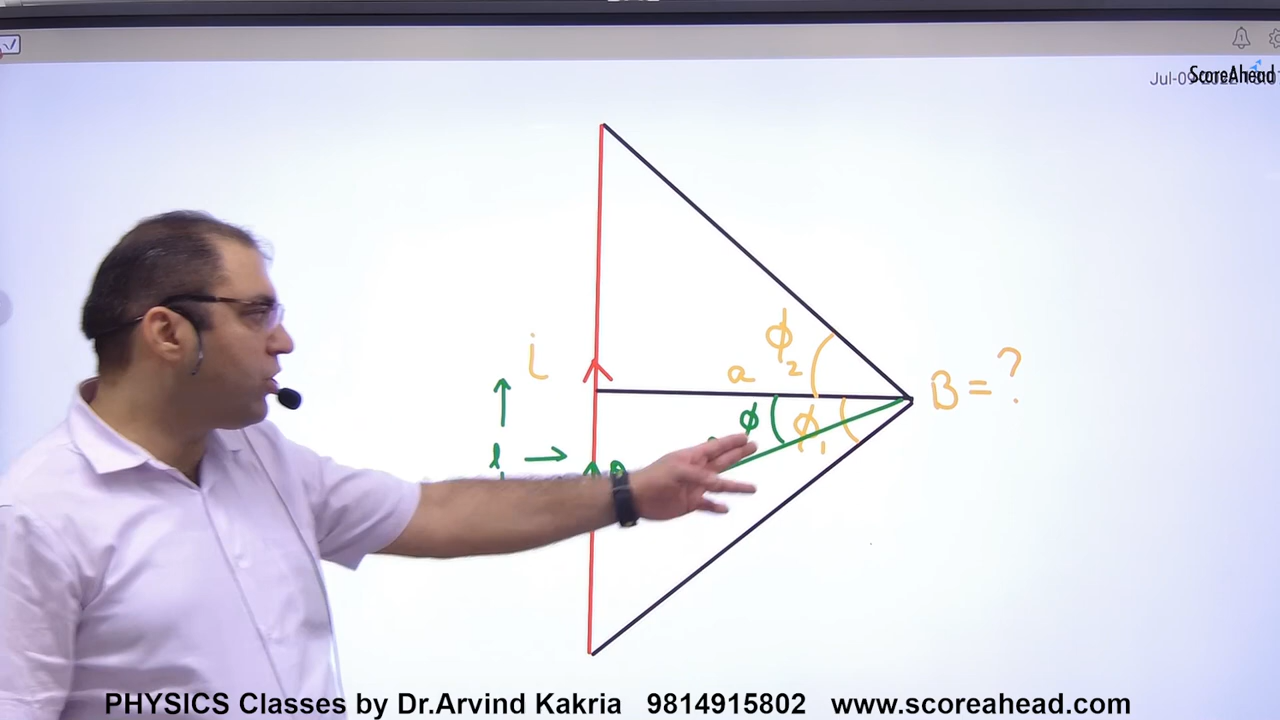 ScoreAhead
i
a
ϕ₂
B = ?
ϕ
ϕ₁
l
PHYSICS Classes by Dr.Arvind Kakria 9814915802 www.scoreahead.com